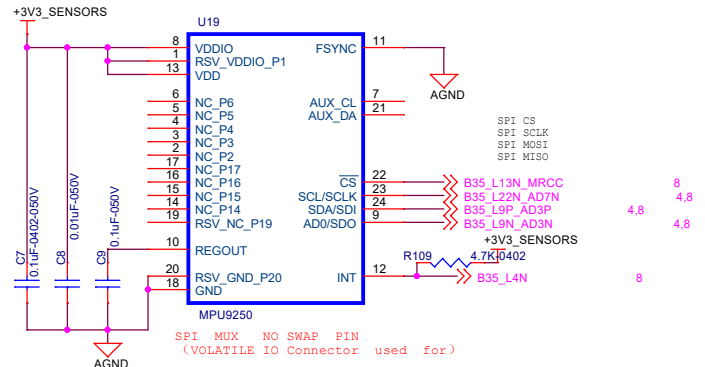 +3V3_SENSORS
U19
8 VDDIO FSYNC 11
1 RSV_VDDIO_P1
13 VDD
AGND
6 NC_P6 AUX_CL 7
5 NC_P5 AUX_DA 21
4 NC_P4
3 NC_P3
2 NC_P2
17 NC_P17
16 NC_P16
15 NC_P15
14 NC_P14
19 RSV_NC_P19
SPI CS
SPI SCLK
SPI MOSI
SPI MISO
CS 22 B35_L13N_MRCC 8
SCL/SCLK 23 B35_L22N_AD7N 4,8
SDA/SDI 24 B35_L9P_AD3P 4,8
AD0/SDO 9 B35_L9N_AD3N 4,8
+3V3_SENSORS
10 REGOUT
R109 4.7K-0402
20 RSV_GND_P20 INT 12
18 GND
B35_L4N 8
C7
0.1uF-0402-050V
C8
0.01uF-050V
C9
0.1uF-050V
MPU9250
SPI MUX NO SWAP PIN
(VOLATILE IO Connector used for)
AGND